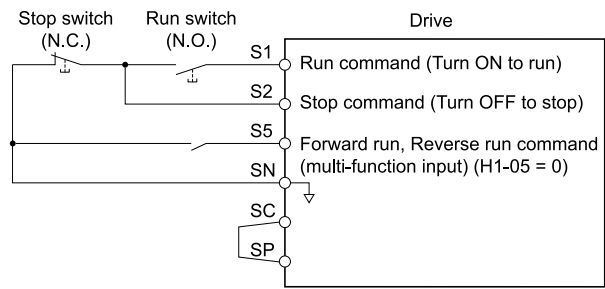 Stop switch
(N.C.)
Run switch
(N.O.)
Drive
S1
Run command (Turn ON to run)
S2
Stop command (Turn OFF to stop)
S5
Forward run, Reverse run command
(multi-function input) (H1-05 = 0)
SN
SC
SP